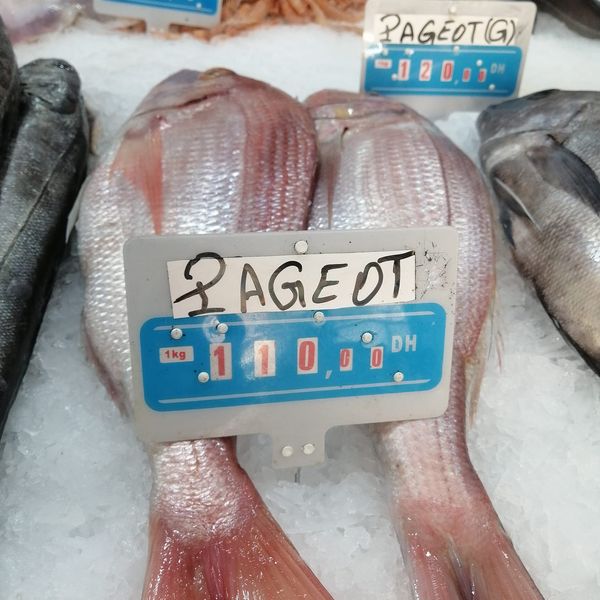 PAGEOT(G)
1kg 120,00 DH
PAGEOT
1kg 110,00 DH